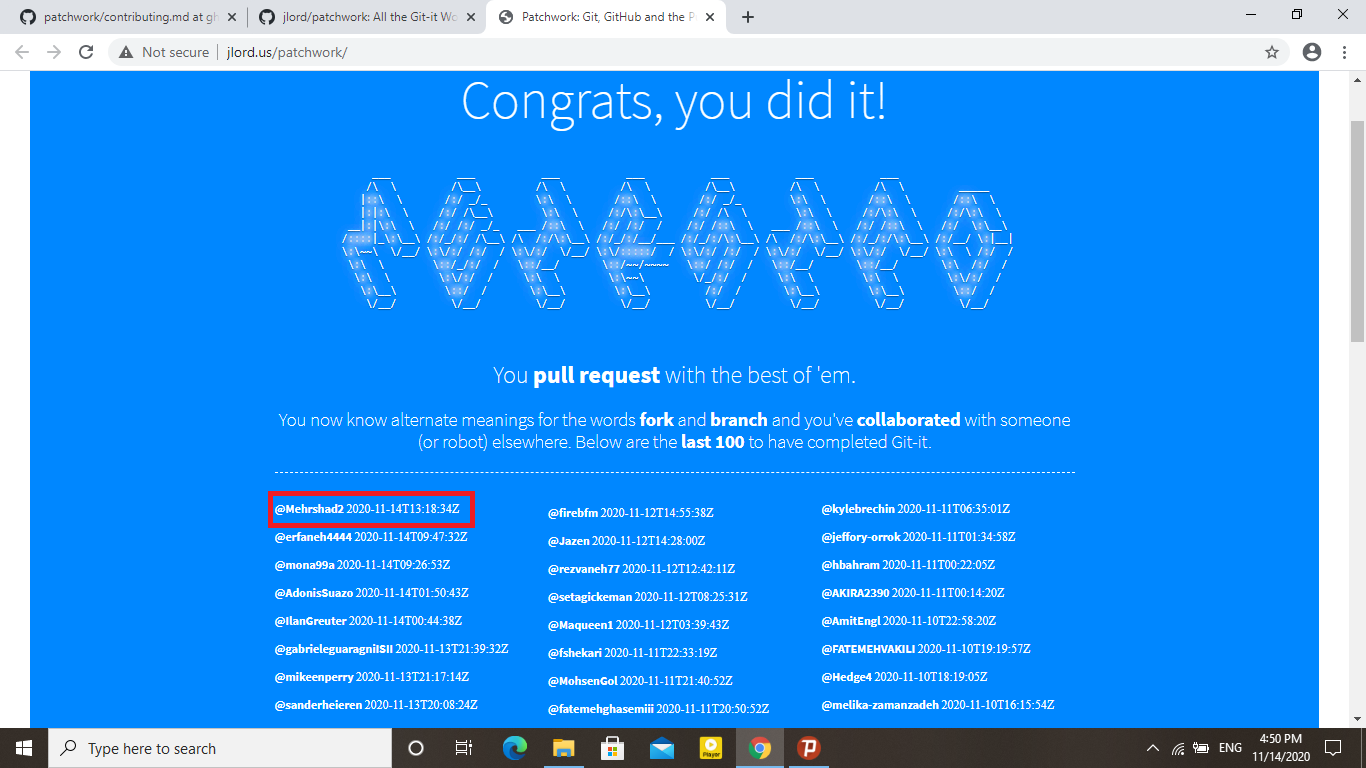 patchwork/contributing.md at gh
jlord/patchwork: All the Git-it Wo
Patchwork: Git, GitHub and the P
Not secure
jlord.us/patchwork/
Congrats, you did it!
You pull request with the best of 'em.
You now know alternate meanings for the words fork and branch and you've collaborated with someone
(or robot) elsewhere. Below are the last 100 to have completed Git-it.
@Mehrshad2 2020-11-14T13:18:34Z
@erfaneh4444 2020-11-14T09:47:32Z
@mona99a 2020-11-14T09:26:53Z
@AdonisSuazo 2020-11-14T01:50:43Z
@IlanGreuter 2020-11-14T00:44:38Z
@gabrieleguaragniISII 2020-11-13T21:39:32Z
@mikeenperry 2020-11-13T21:17:14Z
@sanderheieren 2020-11-13T20:08:24Z
@firebfm 2020-11-12T14:55:38Z
@Jazen 2020-11-12T14:28:00Z
@rezvaneh77 2020-11-12T12:42:11Z
@setagickeman 2020-11-12T08:25:31Z
@Maqueen1 2020-11-12T03:39:43Z
@fshekari 2020-11-11T22:33:19Z
@MohsenGol 2020-11-11T21:40:52Z
@fatemehghasemiii 2020-11-11T20:50:52Z
@kylebrechin 2020-11-11T06:35:01Z
@jeffory-orrok 2020-11-11T01:34:58Z
@hbahram 2020-11-11T00:22:05Z
@AKIRA2390 2020-11-11T00:14:20Z
@AmitEngl 2020-11-10T22:58:20Z
@FATEMEHVAKILI 2020-11-10T19:19:57Z
@Hedge4 2020-11-10T18:19:05Z
@melika-zamanzadeh 2020-11-10T16:15:54Z
Type here to search
Player
ENG
4:50 PM
11/14/2020